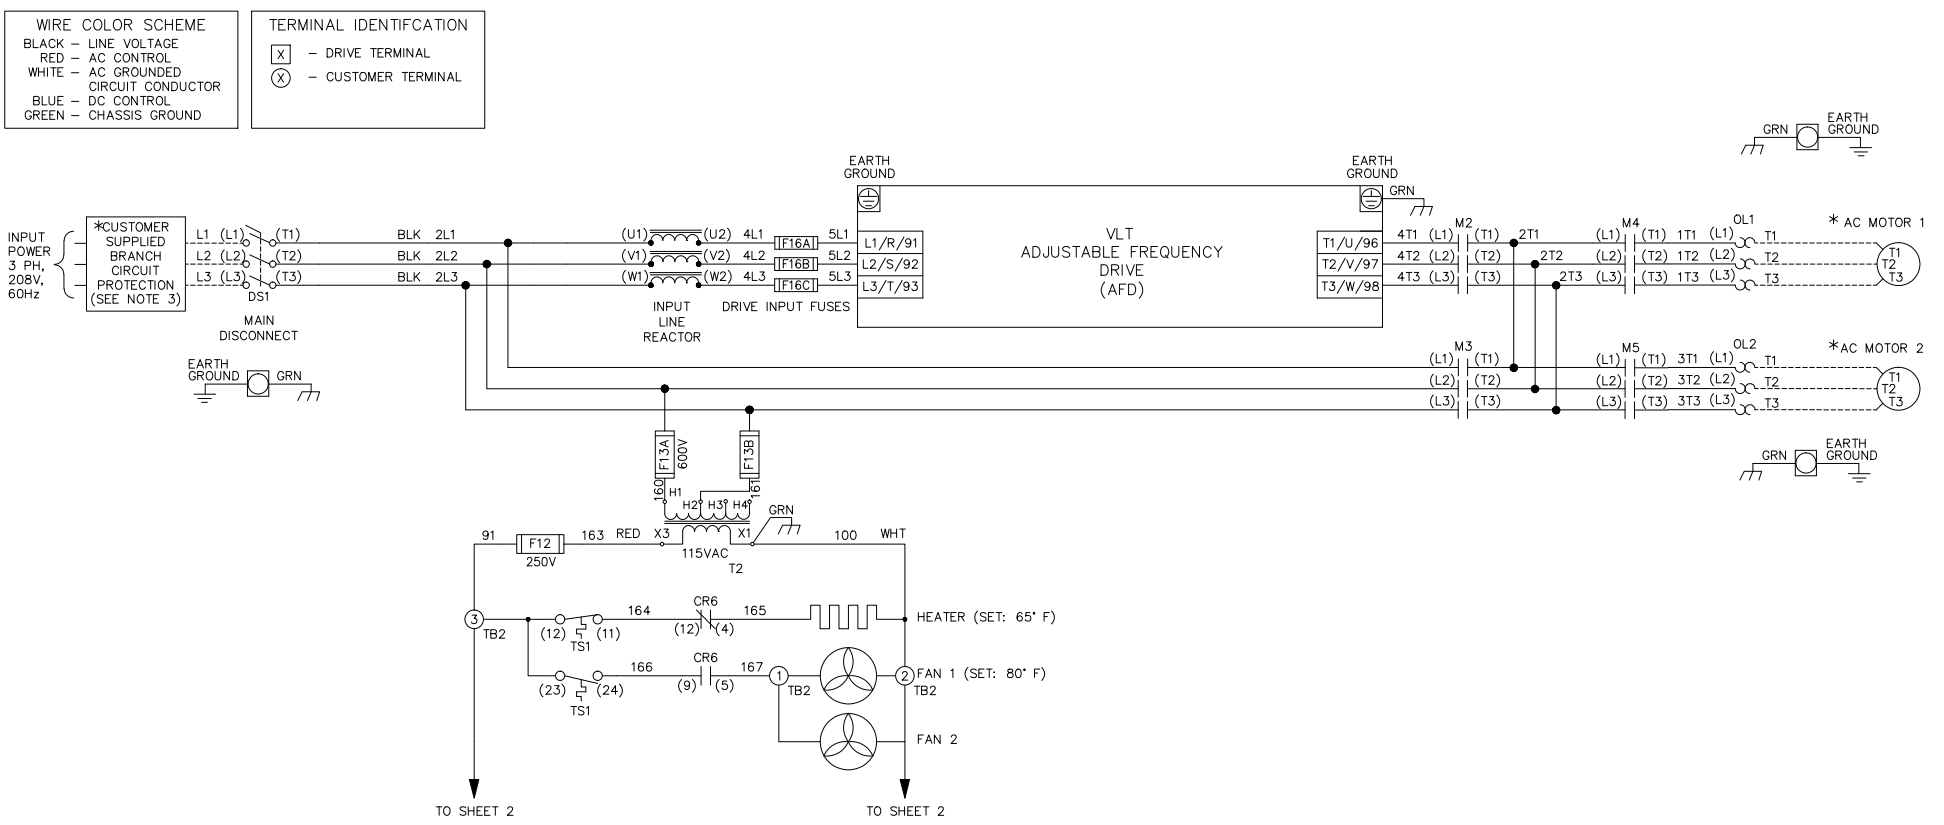 WIRE COLOR SCHEME
BLACK – LINE VOLTAGE
RED – AC CONTROL
WHITE – AC GROUNDED
CIRCUIT CONDUCTOR
BLUE – DC CONTROL
GREEN – CHASSIS GROUND
TERMINAL IDENTIFCATION
X – DRIVE TERMINAL
X – CUSTOMER TERMINAL
GRN
EARTH
GROUND
EARTH
GROUND
EARTH
GROUND
GRN
INPUT
POWER
3 PH,
208V,
60Hz
*CUSTOMER
SUPPLIED
BRANCH
CIRCUIT
PROTECTION
(SEE NOTE 3)
L1 (L1) (T1) BLK 2L1 (U1) (U2) 4L1 F16A 5L1 L1/R/91
L2 (L2) (T2) BLK 2L2 (V1) (V2) 4L2 F16B 5L2 L2/S/92
L3 (L3) (T3) BLK 2L3 (W1) (W2) 4L3 F16C 5L3 L3/T/93
DS1
MAIN
DISCONNECT
INPUT
LINE
REACTOR
DRIVE INPUT FUSES
VLT
ADJUSTABLE FREQUENCY
DRIVE
(AFD)
M2 M4 OL1 * AC MOTOR 1
T1/U/96 4T1 (L1) (T1) 2T1 (L1) (T1) 1T1 (L1) T1 T1
T2/V/97 4T2 (L2) (T2) 2T2 (L2) (T2) 1T2 (L2) T2 T2
T3/W/98 4T3 (L3) (T3) 2T3 (L3) (T3) 1T3 (L3) T3 T3
EARTH
GROUND
GRN
M3 M5 OL2 *AC MOTOR 2
(L1) (T1) (L1) (T1) 3T1 (L1) T1 T1
(L2) (T2) (L2) (T2) 3T2 (L2) T2 T2
(L3) (T3) (L3) (T3) 3T3 (L3) T3 T3
GRN
EARTH
GROUND
F13A
600V
F13B
160
161
H1
H2 H3 H4
GRN
91 F12 163 RED X3 X1 100 WHT
250V
115VAC
T2
3
TB2
164 CR6 165
(12) (11) (12) (4)
TS1
HEATER (SET: 65° F)
166 CR6 167 1 2 FAN 1 (SET: 80° F)
(23) (24) (9) (5) TB2 TB2
TS1
FAN 2
TO SHEET 2
TO SHEET 2